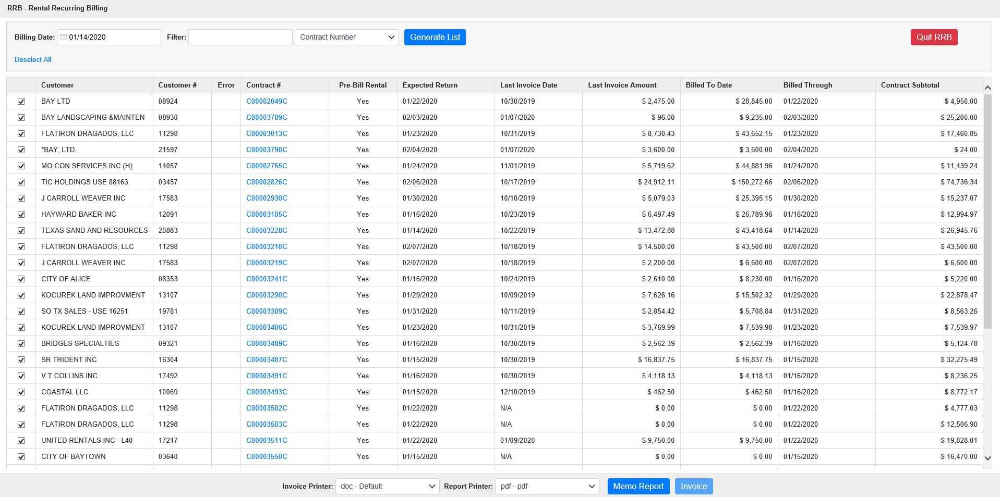 RRB - Rental Recurring Billing
Billing Date: 01/14/2020 Filter: Contract Number Generate List Quit RRB
Deselect All
Customer Customer # Error Contract # Pre-Bill Rental Expected Return Last Invoice Date Last Invoice Amount Billed To Date Billed Through Contract Subtotal
BAY LTD 08924 C00002049C Yes 01/22/2020 10/30/2019 $ 2,475.00 $ 28,845.00 01/22/2020 $ 4,950.00
BAY LANDSCAPING &MAINTEN 08930 C00003789C Yes 02/03/2020 01/07/2020 $ 96.00 $ 9,235.00 02/03/2020 $ 25,200.00
FLATIRON DRAGADOS, LLC 11298 C00003013C Yes 01/23/2020 10/31/2019 $ 8,730.43 $ 43,652.15 01/23/2020 $ 17,460.85
*BAY, LTD. 21597 C00003790C Yes 02/04/2020 01/07/2020 $ 3,600.00 $ 3,600.00 02/04/2020 $ 24.00
MO CON SERVICES INC (H) 14057 C00002765C Yes 01/24/2020 11/01/2019 $ 5,719.62 $ 44,881.96 01/24/2020 $ 11,439.24
TIC HOLDINGS USE 88163 03457 C00002826C Yes 02/06/2020 10/17/2019 $ 24,912.11 $ 150,272.66 02/06/2020 $ 74,736.34
J CARROLL WEAVER INC 17583 C00002930C Yes 01/30/2020 10/10/2019 $ 5,079.03 $ 25,395.15 01/30/2020 $ 15,237.07
HAYWARD BAKER INC 12091 C00003105C Yes 01/16/2020 10/23/2019 $ 6,497.49 $ 26,789.96 01/16/2020 $ 12,994.97
TEXAS SAND AND RESOURCES 20883 C00003228C Yes 01/14/2020 10/22/2019 $ 13,472.88 $ 43,418.64 01/14/2020 $ 26,945.76
FLATIRON DRAGADOS, LLC 11298 C00003210C Yes 02/07/2020 10/18/2019 $ 14,500.00 $ 43,500.00 02/07/2020 $ 43,500.00
J CARROLL WEAVER INC 17583 C00003219C Yes 02/07/2020 10/18/2019 $ 2,200.00 $ 6,600.00 02/07/2020 $ 6,600.00
CITY OF ALICE 08353 C00003241C Yes 01/16/2020 10/24/2019 $ 2,610.00 $ 8,230.00 01/16/2020 $ 5,220.00
KOCUREK LAND IMPROVMENT 13107 C00003290C Yes 01/29/2020 10/09/2019 $ 7,626.16 $ 15,502.32 01/29/2020 $ 22,878.47
SO TX SALES - USE 16251 19781 C00003309C Yes 01/31/2020 10/11/2019 $ 2,854.42 $ 5,708.84 01/31/2020 $ 8,563.26
KOCUREK LAND IMPROVMENT 13107 C00003406C Yes 01/23/2020 10/31/2019 $ 3,769.99 $ 7,539.98 01/23/2020 $ 7,539.97
BRIDGES SPECIALTIES 09321 C00003489C Yes 01/16/2020 10/30/2019 $ 2,562.39 $ 2,562.39 01/16/2020 $ 5,124.78
SR TRIDENT INC 16304 C00003487C Yes 01/15/2020 10/30/2019 $ 16,837.75 $ 16,837.75 01/15/2020 $ 32,275.49
V T COLLINS INC 17492 C00003491C Yes 01/16/2020 10/30/2019 $ 4,118.13 $ 4,118.13 01/16/2020 $ 8,236.25
COASTAL LLC 10069 C00003493C Yes 01/15/2020 12/10/2019 $ 462.50 $ 462.50 01/16/2020 $ 8,772.17
FLATIRON DRAGADOS, LLC 11298 C00003502C Yes 01/22/2020 N/A $ 0.00 $ 0.00 01/22/2020 $ 4,777.03
FLATIRON DRAGADOS, LLC 11298 C00003503C Yes 01/22/2020 N/A $ 0.00 $ 0.00 01/22/2020 $ 12,506.90
UNITED RENTALS INC - L40 17217 C00003511C Yes 01/22/2020 01/09/2020 $ 9,750.00 $ 9,750.00 01/22/2020 $ 19,828.01
CITY OF BAYTOWN 03640 C00003550C Yes 01/15/2020 N/A $ 0.00 $ 0.00 01/15/2020 $ 16,470.00
Invoice Printer: doc - Default Report Printer: pdf - pdf Memo Report Invoice